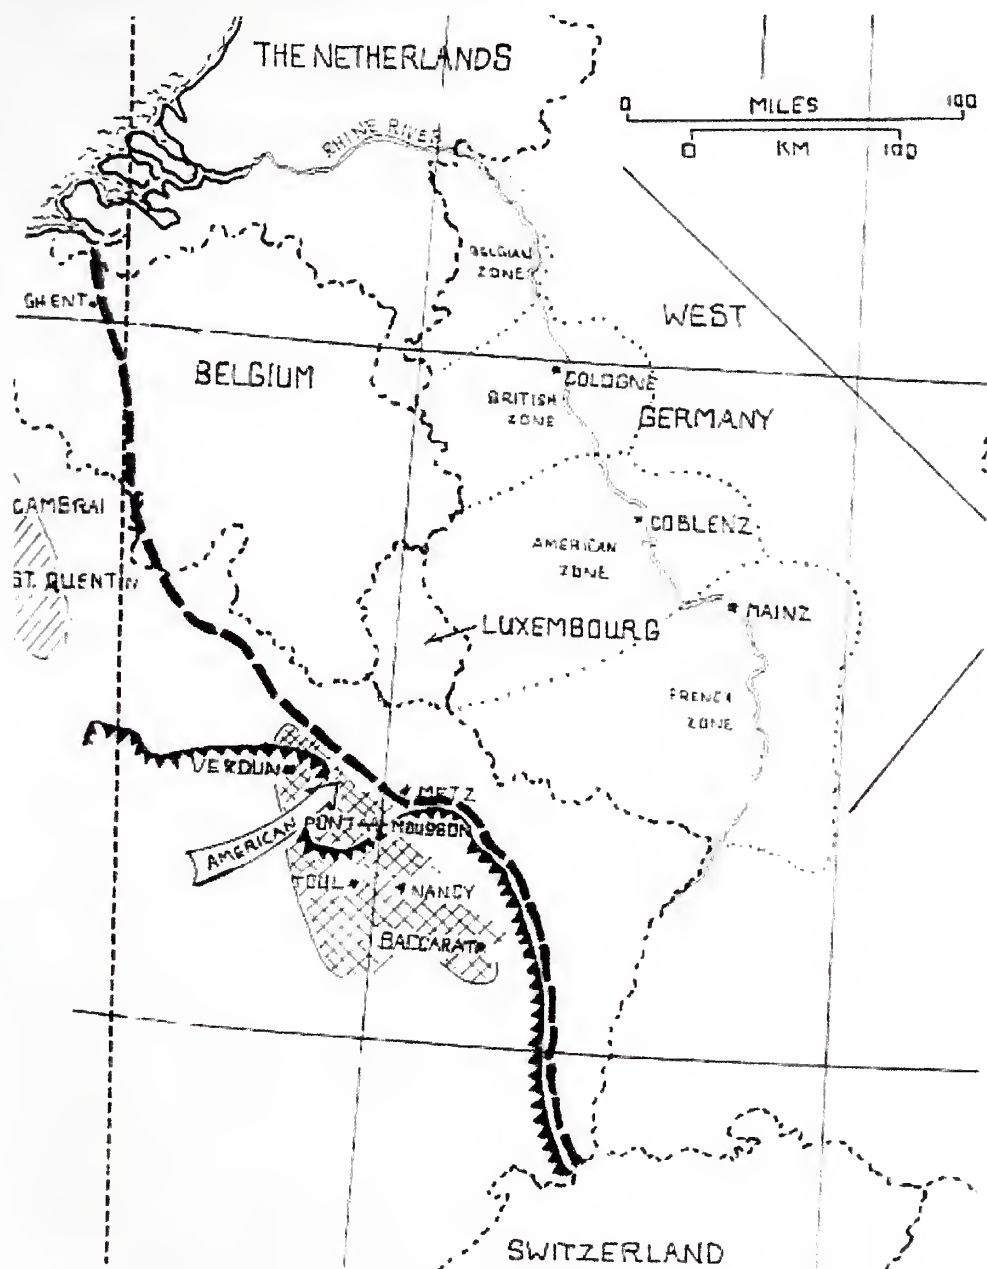 THE NETHERLANDS
0 MILES 100
RHINE RIVER
0 KM 100
BELGIAN
ZONE
GHENT
WEST
BELGIUM
COLOGNE
BRITISH
ZONE
GERMANY
CAMBRAI
COBLENZ
AMERICAN
ZONE
ST. QUENTIN
MAINZ
LUXEMBOURG
FRENCH
ZONE
VERDUN
METZ
PONT-A-MOUSSON
AMERICAN
TOUL
NANCY
BACCARAT
SWITZERLAND